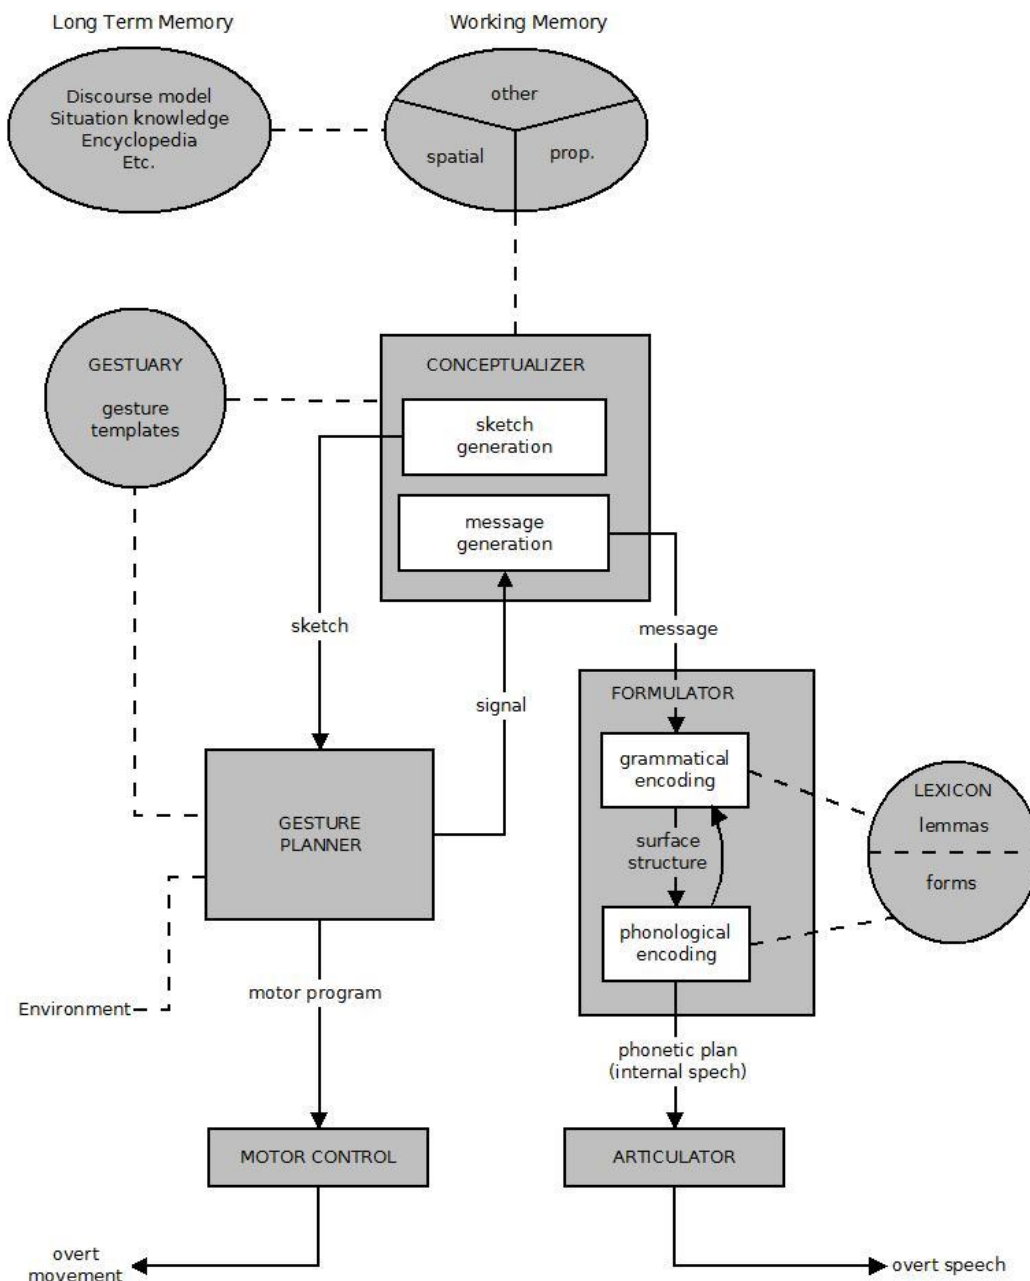 Long Term Memory
Working Memory
Discourse model
Situation knowledge
Encyclopedia
Etc.
other
spatial
prop.
GESTUARY
gesture
templates
CONCEPTUALIZER
sketch
generation
message
generation
sketch
message
signal
FORMULATOR
grammatical
encoding
GESTURE
PLANNER
surface
structure
LEXICON
lemmas
forms
phonological
encoding
motor program
Environment
phonetic plan
(internal spech)
MOTOR CONTROL
ARTICULATOR
overt
movement
overt speech